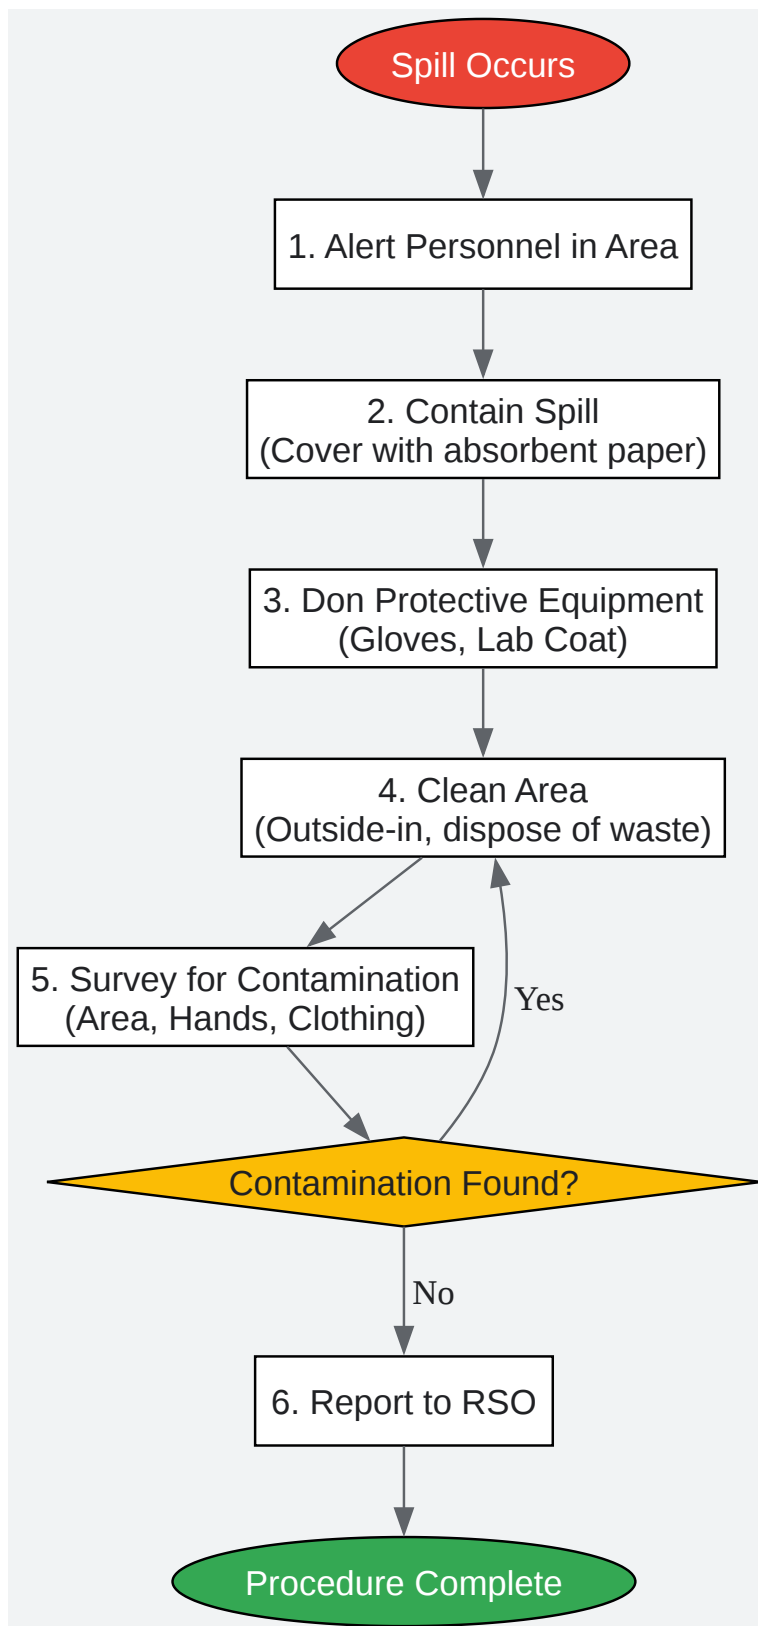 Spill Occurs
1. Alert Personnel in Area
2. Contain Spill
(Cover with absorbent paper)
3. Don Protective Equipment
(Gloves, Lab Coat)
4. Clean Area
(Outside-in, dispose of waste)
5. Survey for Contamination
(Area, Hands, Clothing)
Yes
Contamination Found?
No
6. Report to RSO
Procedure Complete